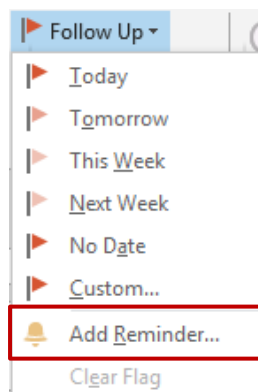 Follow Up
Today
Tomorrow
This Week
Next Week
No Date
Custom...
Add Reminder...
Clear Flag